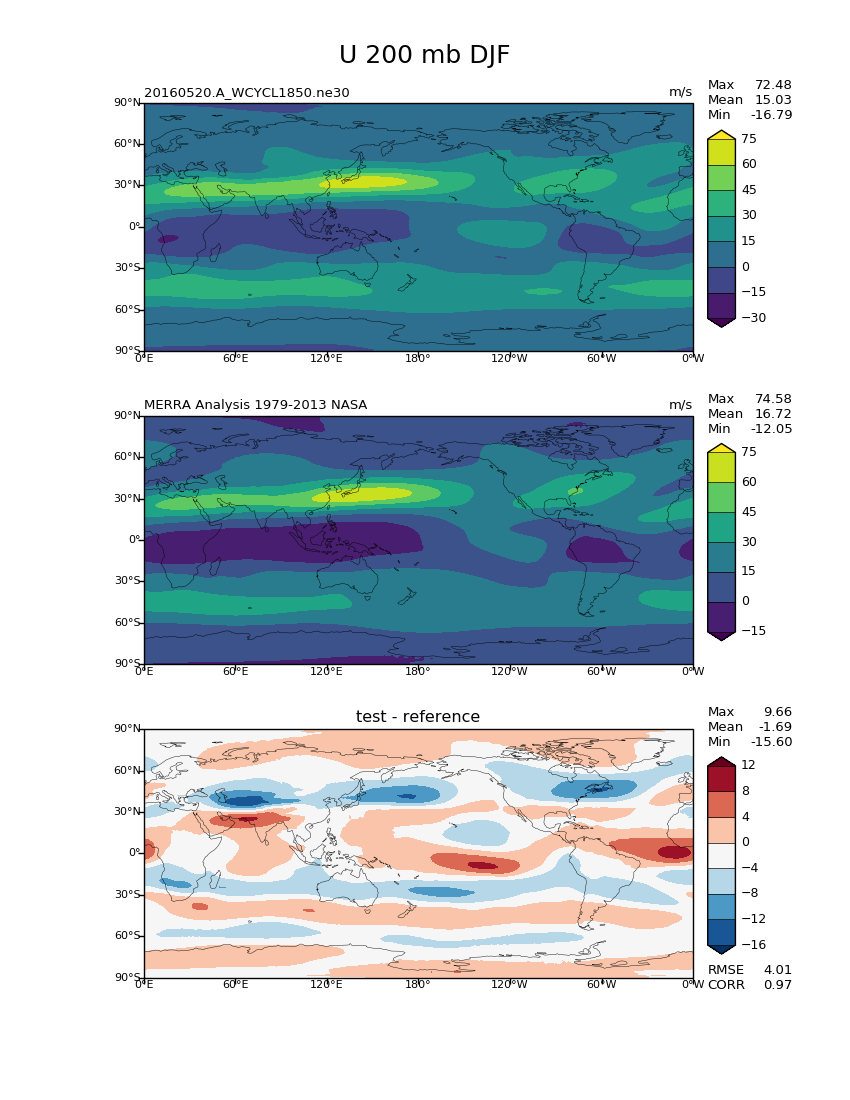 U 200 mb DJF
20160520.A_WCYCL1850.ne30 m/s
Max 72.48
Mean 15.03
Min -16.79
90°N
60°N
30°N
0°
30°S
60°S
90°S
0°E 60°E 120°E 180° 120°W 60°W 0°W
75
60
45
30
15
0
−15
−30
MERRA Analysis 1979-2013 NASA m/s
Max 74.58
Mean 16.72
Min -12.05
90°N
60°N
30°N
0°
30°S
60°S
90°S
0°E 60°E 120°E 180° 120°W 60°W 0°W
75
60
45
30
15
0
−15
test - reference
Max 9.66
Mean -1.69
Min -15.60
90°N
60°N
30°N
0°
30°S
60°S
90°S
0°E 60°E 120°E 180° 120°W 60°W 0°W
12
8
4
0
−4
−8
−12
−16
RMSE 4.01
CORR 0.97